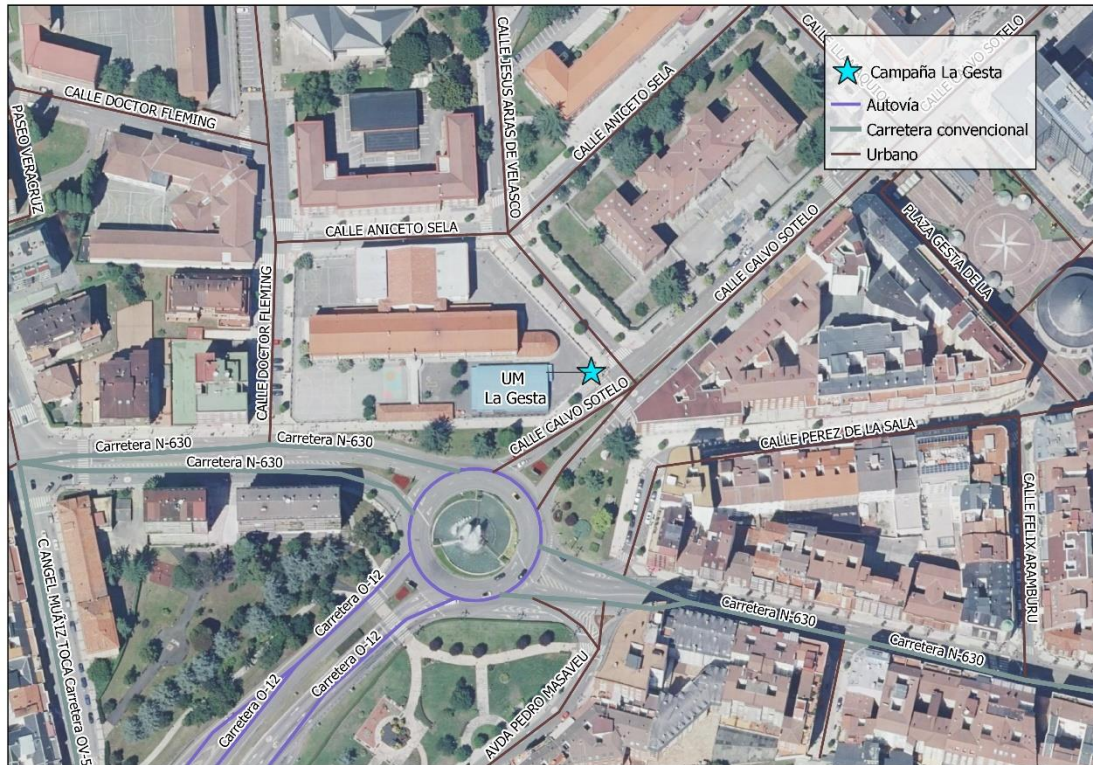 CALLE JESUS ARIAS DE VELASCO
CALLE
CALLE CALVO SOTELO
Campaña La Gesta
Autovía
Carretera convencional
Urbano
CALLE DOCTOR FLEMING
PASEO VERACRUZ
CALLE ANICETO SELA
CALLE ANICETO SELA
CALLE CALVO SOTELO
PLAZA GESTA DE LA
CALLE DOCTOR FLEMING
UM
La Gesta
CALLE CALVO SOTELO
CALLE PEREZ DE LA SALA
Carretera N-630
Carretera N-630
Carretera N-630
CALLE FELIX ARAMBURU
C ANGEL TOCA Carretera OV-5
Carretera O-12
Carretera O-12
Carretera O-12
Carretera O-12
Carretera N-630
Carretera N-630
AVDA PEDRO MASAVEU